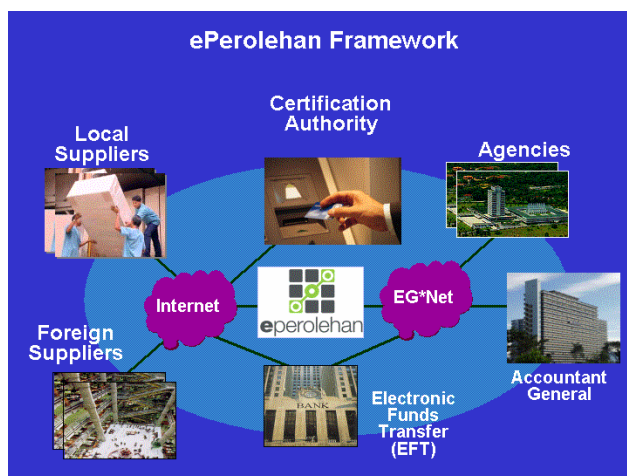 ePerolehan Framework
Certification
Authority
Local
Suppliers
Agencies
Internet
eperolehan
EG*Net
Foreign
Suppliers
BANK
Electronic
Funds
Transfer
(EFT)
Accountant
General